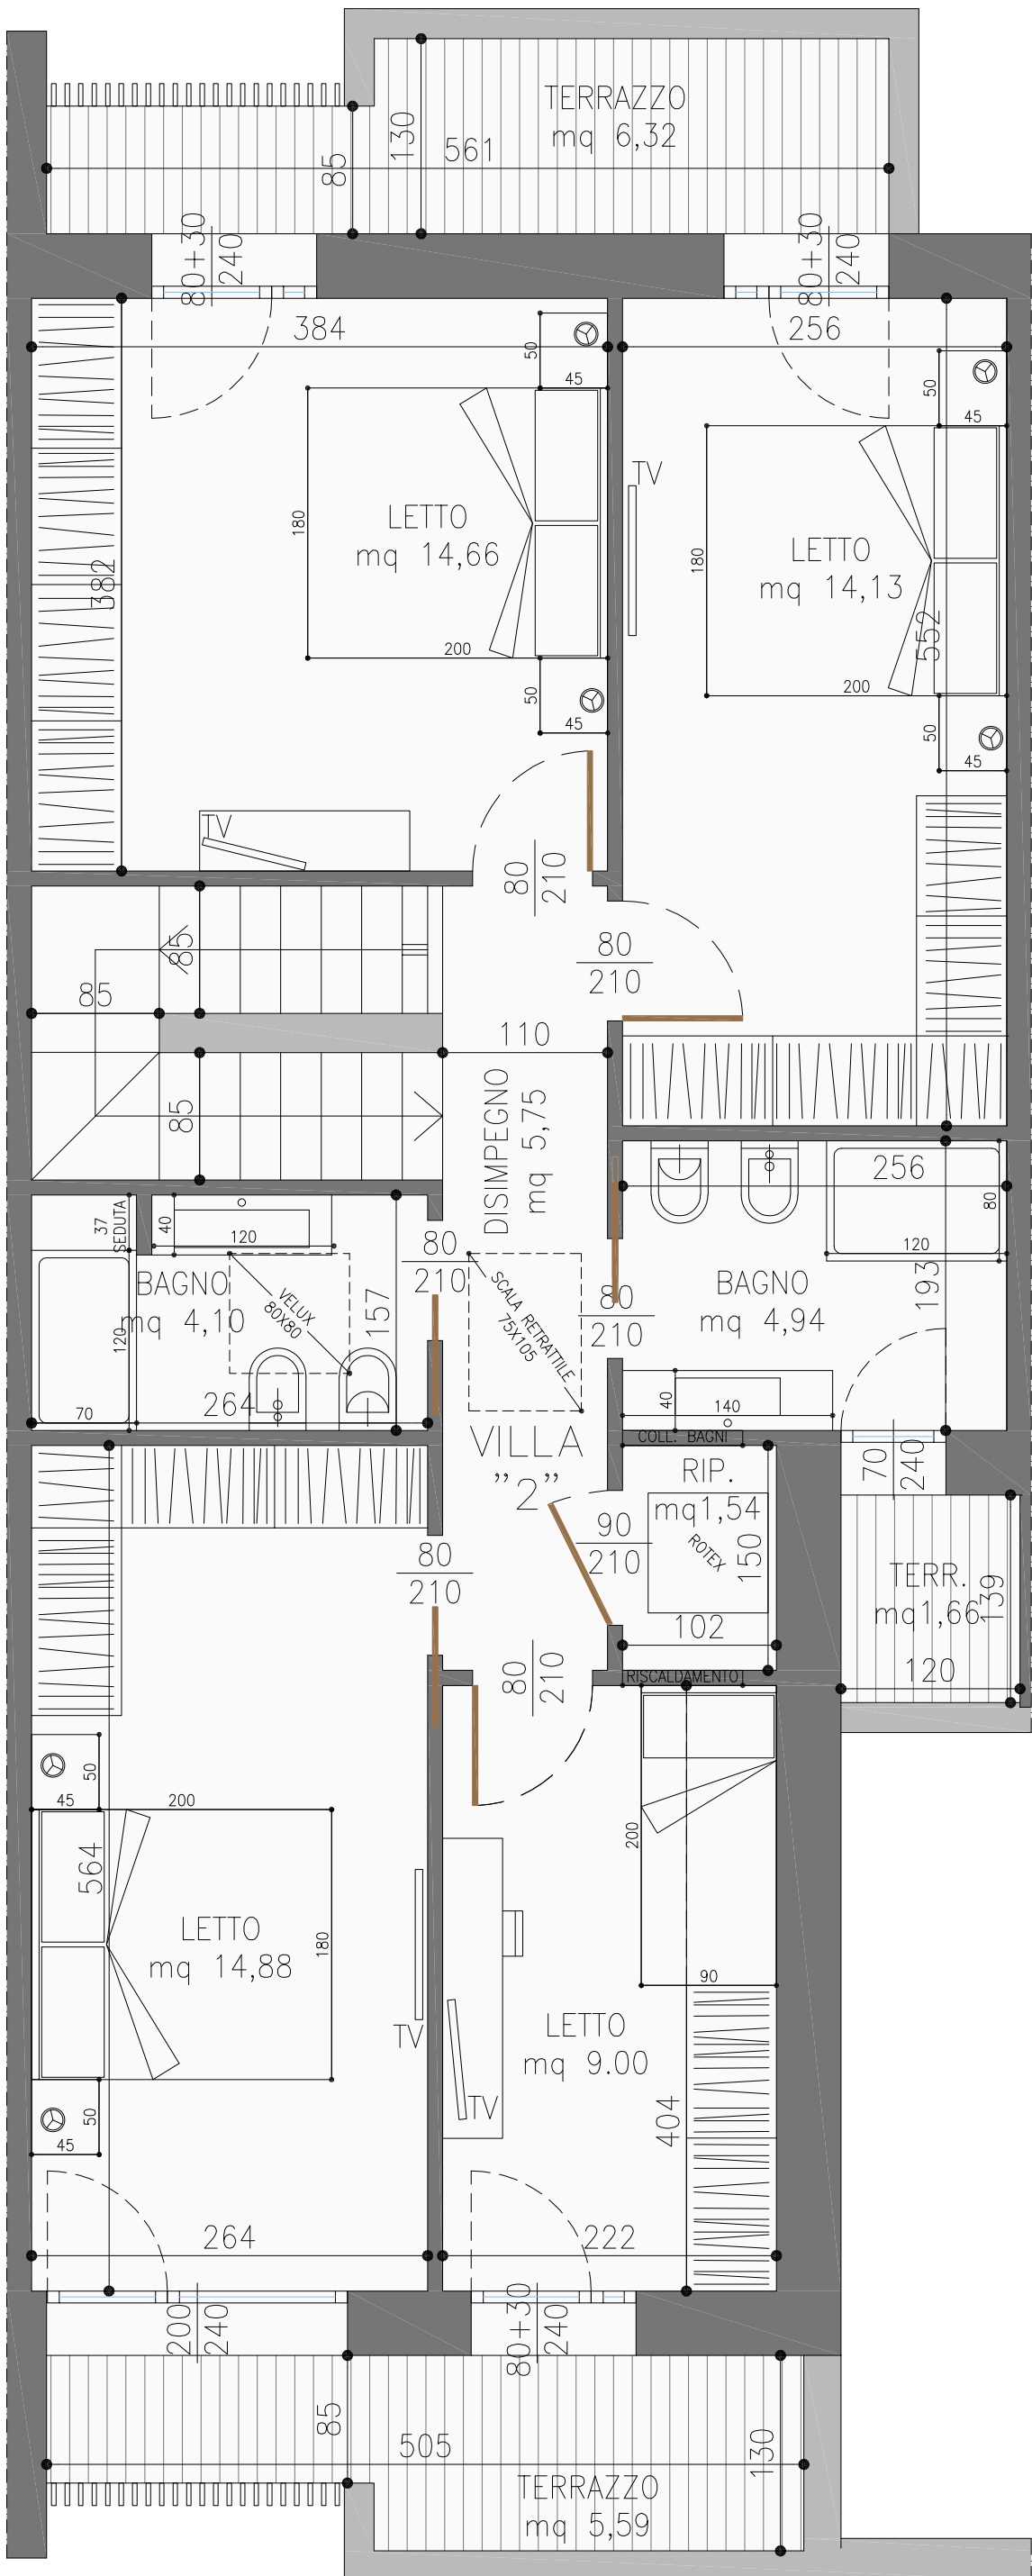 TERRAZZO
mq 6,32
130
561
85
80+30
240
80+30
240
384
256
50
45
50
45
TV
180
LETTO
mq 14,66
180
LETTO
mq 14,13
382
552
200
200
50
45
50
45
TV
80
210
85
80
210
85
110
85
DISIMPEGNO
mq 5,75
256
80
37
SEDUTA
40
120
80
210
120
BAGNO
mq 4,10
VELUX
80X80
157
SCALA RETRATTILE
75X105
80
210
BAGNO
mq 4,94
193
120
70
264
40
140
VILLA
"2"
COLL. BAGNI
RIP.
mq1,54
ROTEX
150
70
240
90
210
80
210
TERR.
mq1,66
139
102
120
80
210
RISCALDAMENTO
50
45
200
200
564
LETTO
mq 14,88
180
90
TV
LETTO
mq 9.00
TV
404
50
45
264
222
200
240
80+30
240
85
505
130
TERRAZZO
mq 5,59